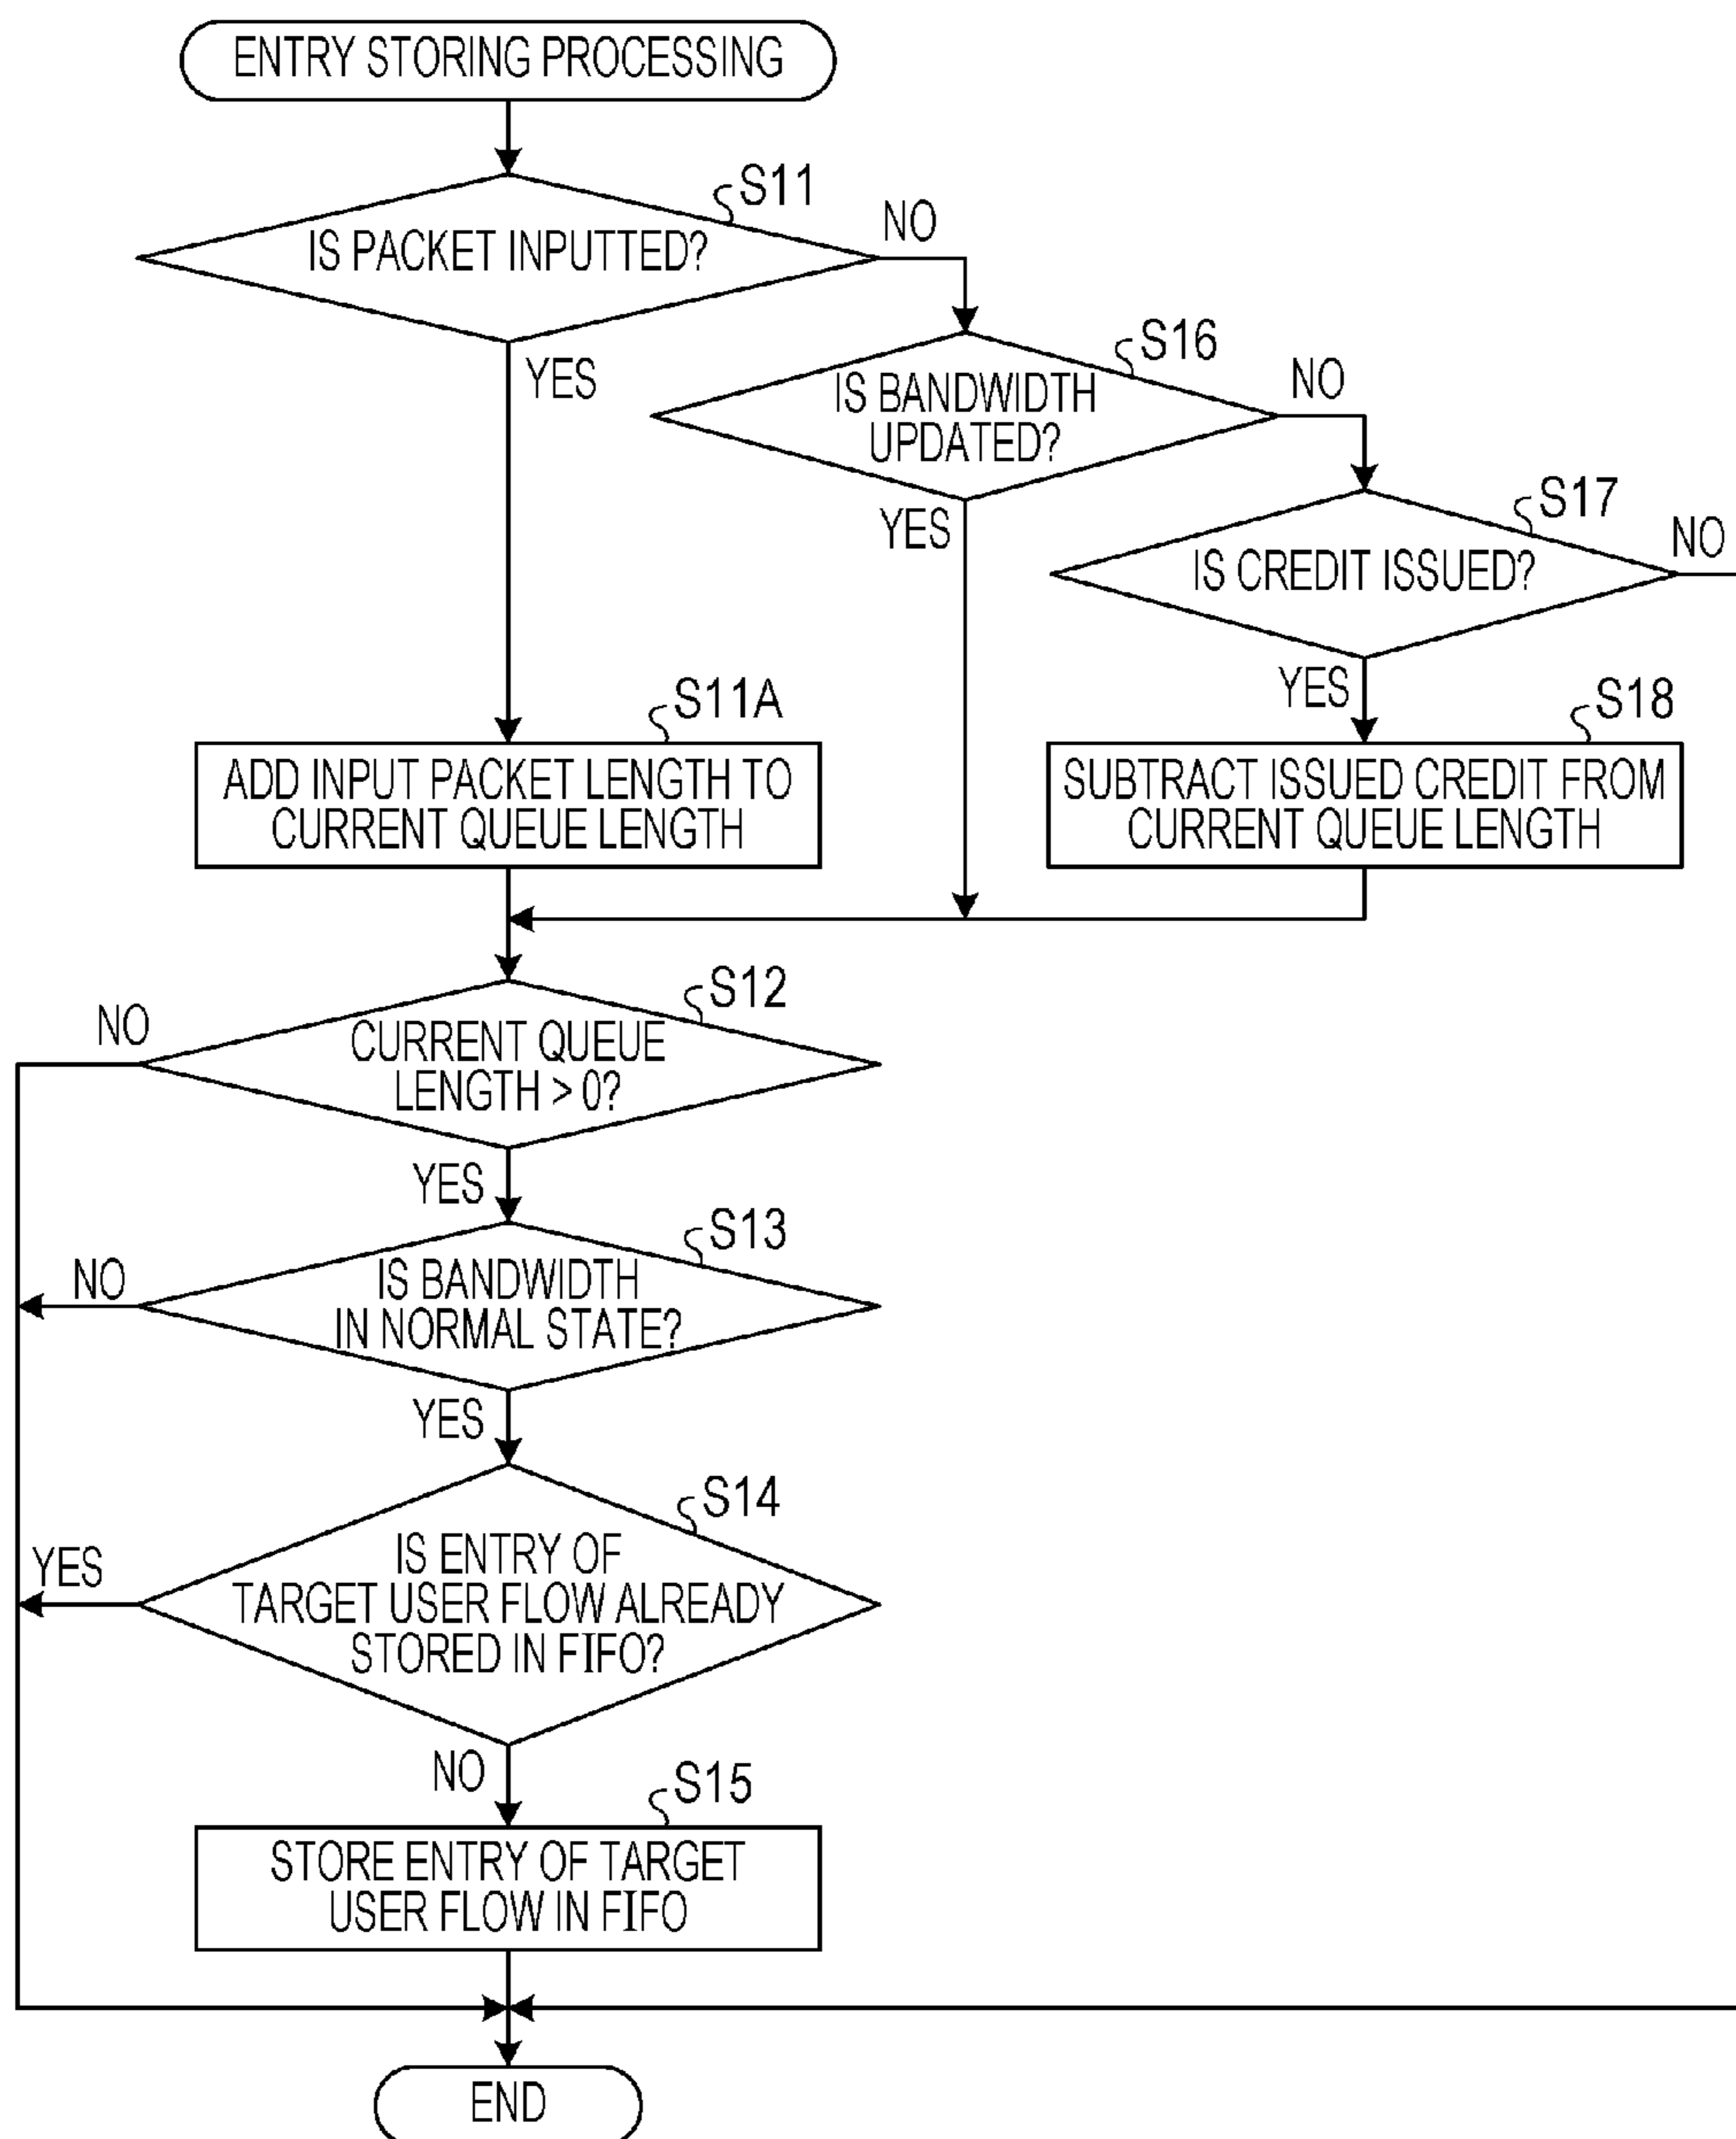 ENTRY STORING PROCESSING
S11
IS PACKET INPUTTED?
NO
YES
S16
IS BANDWIDTH
UPDATED?
NO
YES
S17
IS CREDIT ISSUED?
NO
YES
S11A
ADD INPUT PACKET LENGTH TO
CURRENT QUEUE LENGTH
S18
SUBTRACT ISSUED CREDIT FROM
CURRENT QUEUE LENGTH
S12
CURRENT QUEUE
LENGTH > 0?
NO
YES
S13
IS BANDWIDTH
IN NORMAL STATE?
NO
YES
S14
IS ENTRY OF
TARGET USER FLOW ALREADY
STORED IN FIFO?
YES
NO
S15
STORE ENTRY OF TARGET
USER FLOW IN FIFO
END